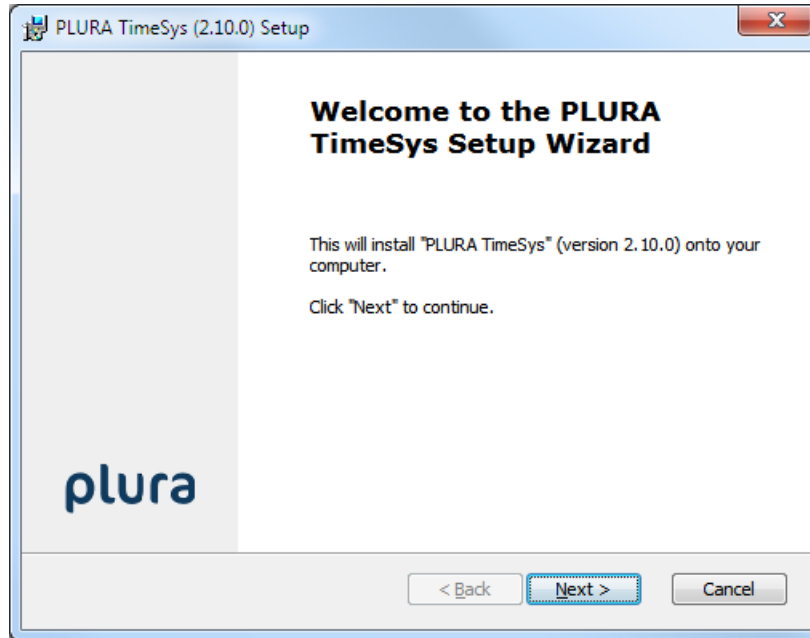 PLURA TimeSys (2.10.0) Setup
Welcome to the PLURA
TimeSys Setup Wizard
This will install "PLURA TimeSys" (version 2.10.0) onto your
computer.
Click "Next" to continue.
plura
< Back
Next >
Cancel